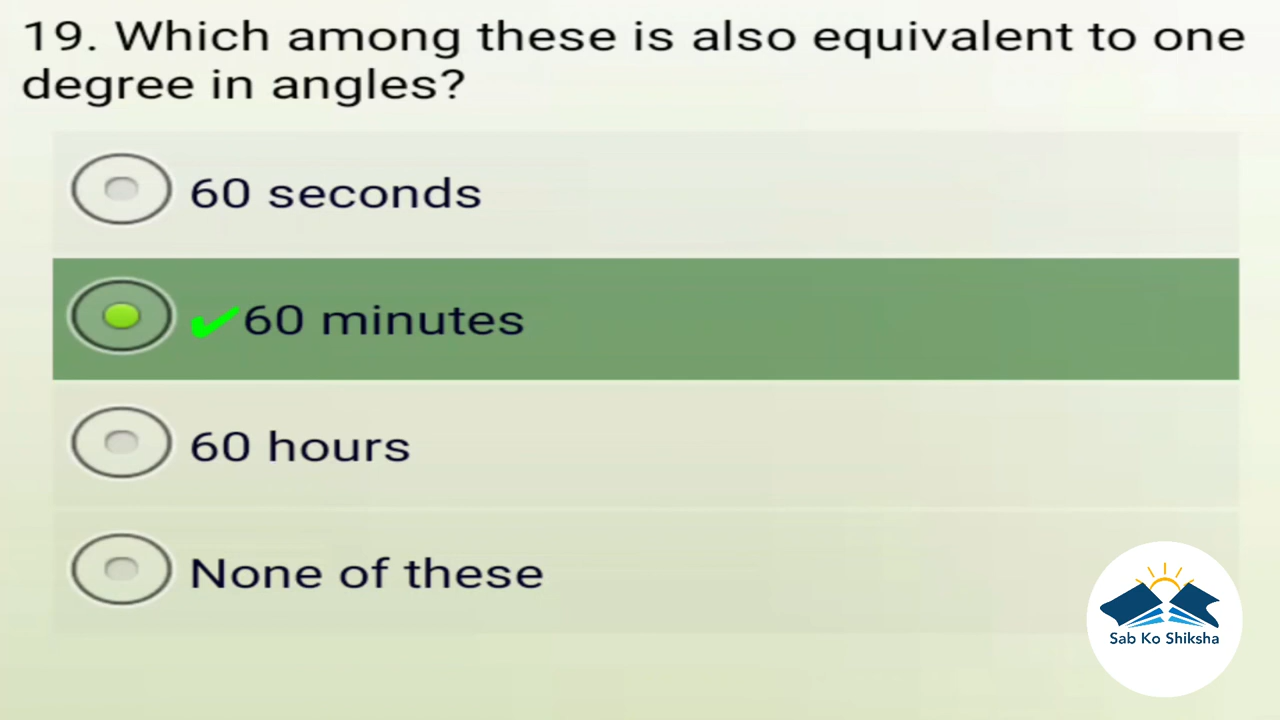 19. Which among these is also equivalent to one
degree in angles?
60 seconds
✔60 minutes
60 hours
None of these
Sab Ko Shiksha